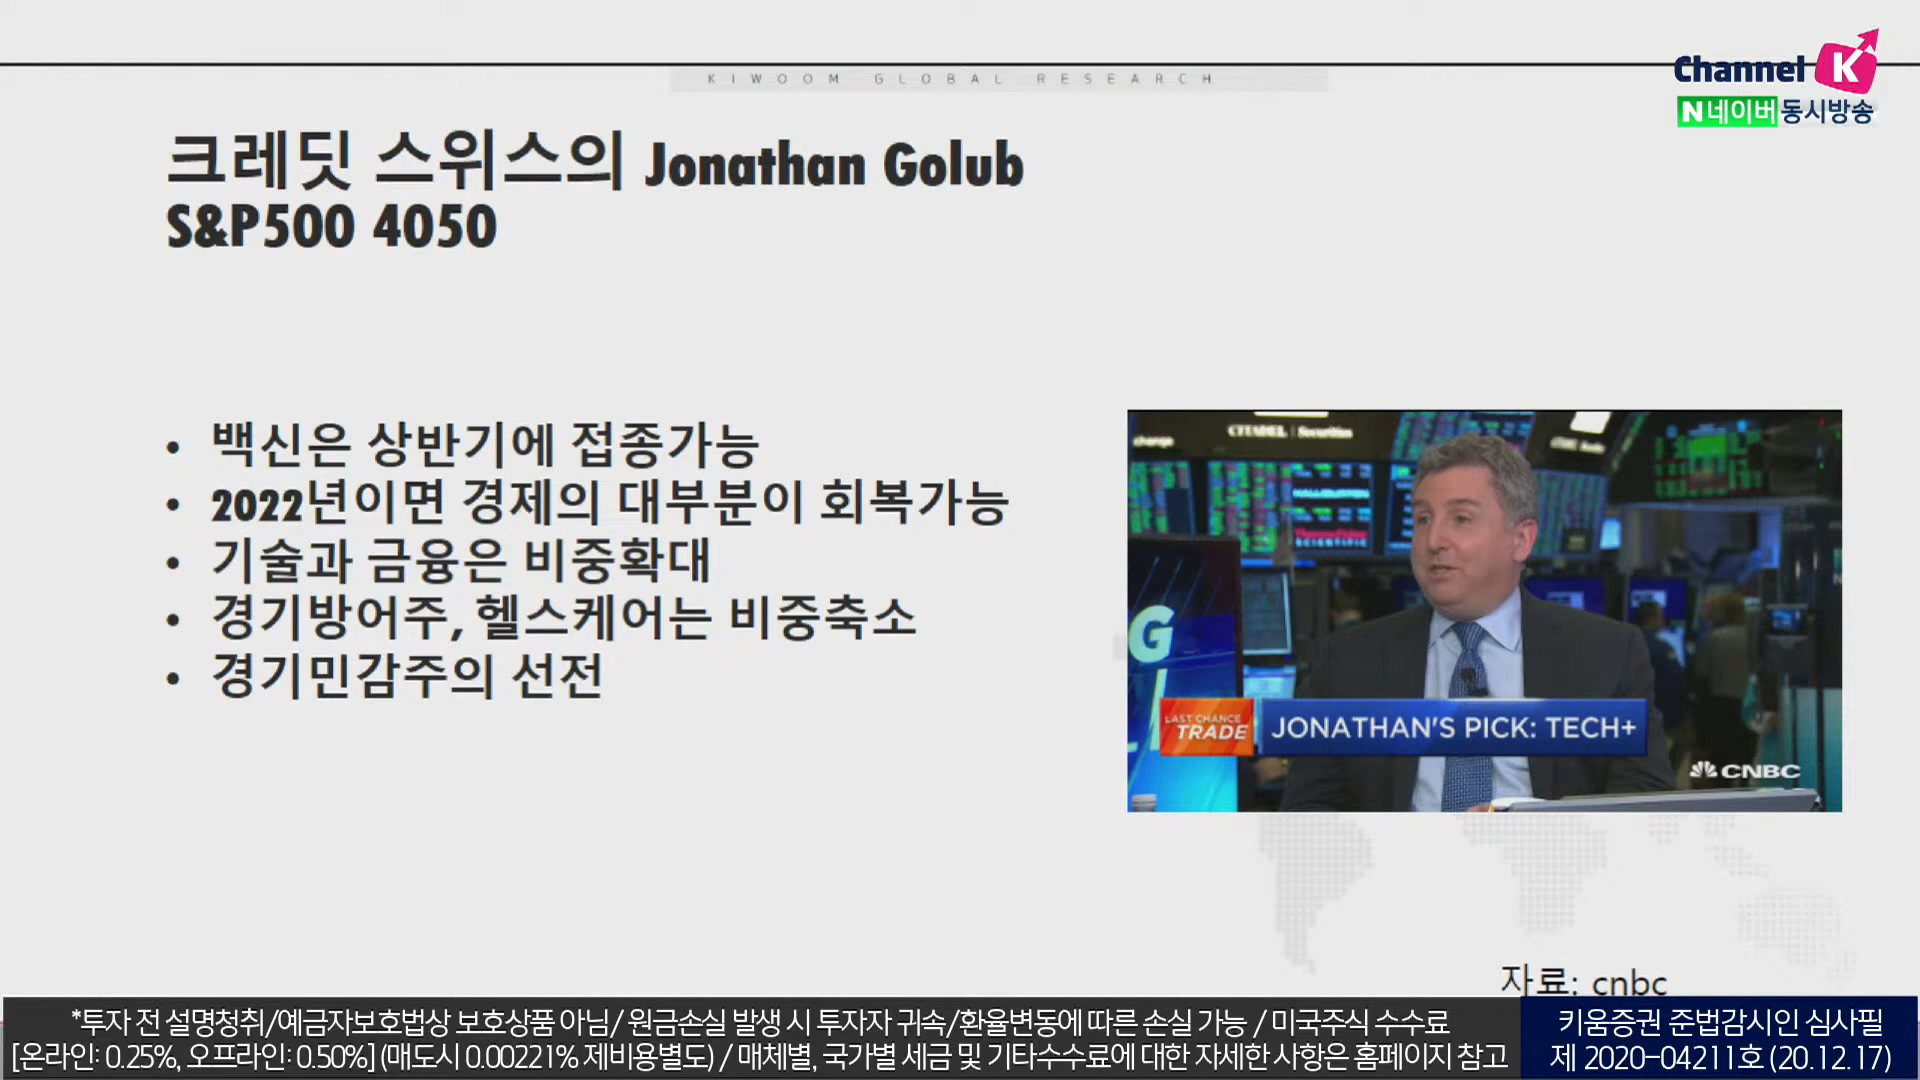 KIWOOM GLOBAL RESEARCH
Channel K
N네이버 동시방송
크레딧 스위스의 Jonathan Golub
S&P500 4050
• 백신은 상반기에 접종가능
• 2022년이면 경제의 대부분이 회복가능
• 기술과 금융은 비중확대
• 경기방어주, 헬스케어는 비중축소
• 경기민감주의 선전
CITADEL | Securities
HALLIBURTON
SCIENTIFIC
G
LAST CHANCE
TRADE
JONATHAN'S PICK: TECH+
CNBC
자료: cnbc
*투자 전 설명청취/예금자보호법상 보호상품 아님/ 원금손실 발생 시 투자자 귀속/환율변동에 따른 손실 가능 / 미국주식 수수료
[온라인: 0.25%, 오프라인: 0.50%] (매도시 0.00221% 제비용별도) / 매체별, 국가별 세금 및 기타수수료에 대한 자세한 사항은 홈페이지 참고
키움증권 준법감시인 심사필
제 2020-04211호 (20.12.17)